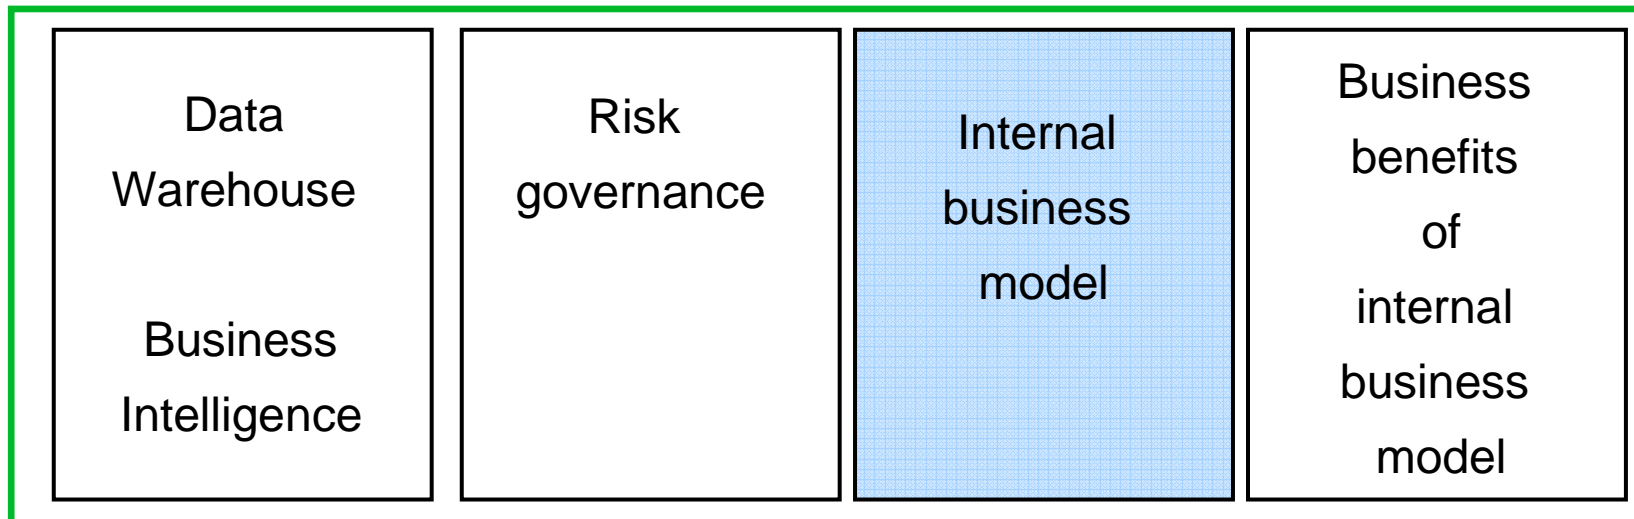 Data
Warehouse
Business
Intelligence
Risk
governance
Internal
business
model
Business
benefits
of
internal
business
model